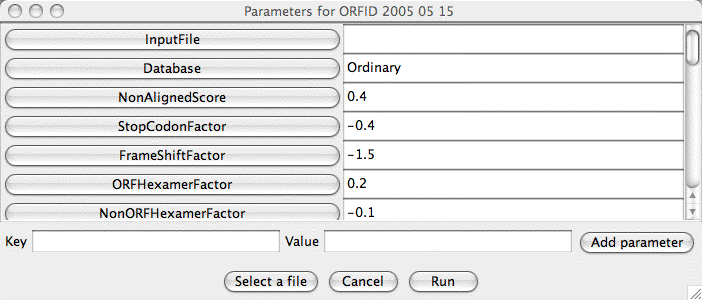 Parameters for ORFID 2005 05 15
InputFile
Database Ordinary
NonAlignedScore 0.4
StopCodonFactor -0.4
FrameShiftFactor -1.5
ORFHexamerFactor 0.2
NonORFHexamerFactor -0.1
Key Value Add parameter
Select a file Cancel Run